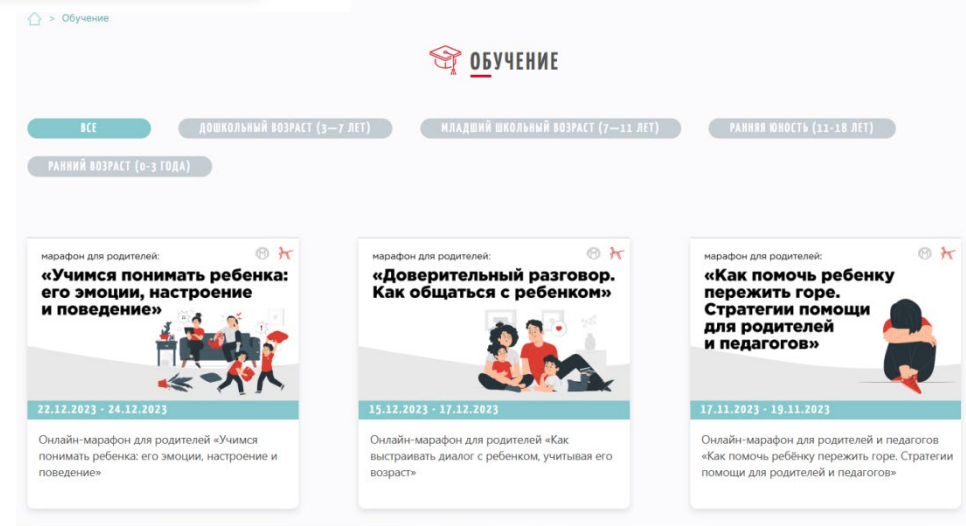 > Обучение
ОБУЧЕНИЕ
ВСЕ
ДОШКОЛЬНЫЙ ВОЗРАСТ (3—7 ЛЕТ)
МЛАДШИЙ ШКОЛЬНЫЙ ВОЗРАСТ (7—11 ЛЕТ)
РАННЯЯ ЮНОСТЬ (11-18 ЛЕТ)
РАННИЙ ВОЗРАСТ (0-3 ГОДА)
марафон для родителей:
«Учимся понимать ребенка:
его эмоции, настроение
и поведение»
22.12.2023 - 24.12.2023
Онлайн-марафон для родителей «Учимся
понимать ребенка: его эмоции, настроение и
поведение»
марафон для родителей:
«Доверительный разговор.
Как общаться с ребенком»
15.12.2023 - 17.12.2023
Онлайн-марафон для родителей «Как
выстраивать диалог с ребенком, учитывая его
возраст»
марафон для родителей:
«Как помочь ребенку
пережить горе.
Стратегии помощи
для родителей
и педагогов»
17.11.2023 - 19.11.2023
Онлайн-марафон для родителей и педагогов
«Как помочь ребёнку пережить горе. Стратегии
помощи для родителей и педагогов»